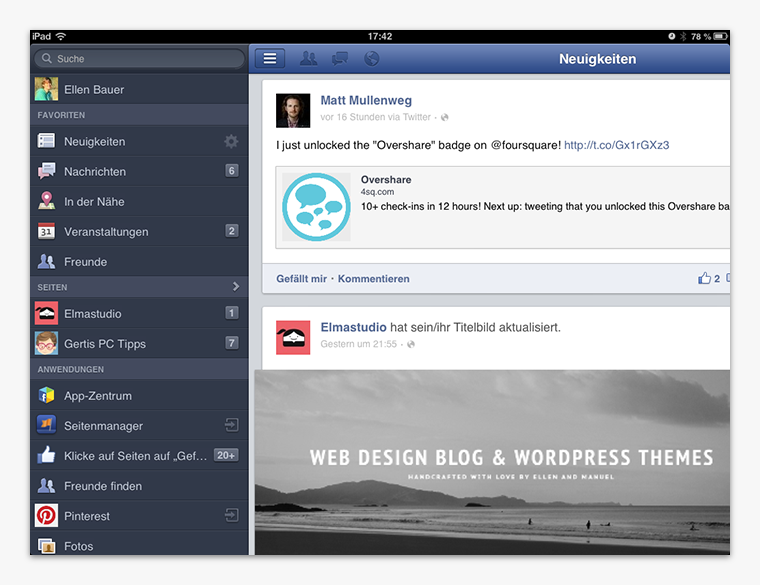 iPad
17:42
78 %
Suche
Ellen Bauer
FAVORITEN
Neuigkeiten
Nachrichten 6
In der Nähe
31 Veranstaltungen 2
Freunde
SEITEN
Elmastudio 1
Gertis PC Tipps 7
ANWENDUNGEN
App-Zentrum
Seitenmanager
Klicke auf Seiten auf „Gef… 20+
Freunde finden
Pinterest
Fotos
Neuigkeiten
Matt Mullenweg
vor 16 Stunden via Twitter ·
I just unlocked the "Overshare" badge on @foursquare! http://t.co/Gx1rGXz3
Overshare
4sq.com
10+ check-ins in 12 hours! Next up: tweeting that you unlocked this Overshare ba
Gefällt mir · Kommentieren
2
Elmastudio hat sein/ihr Titelbild aktualisiert.
Gestern um 21:55 ·
WEB DESIGN BLOG & WORDPRESS THEMES
HANDCRAFTED WITH LOVE BY ELLEN AND MANUEL